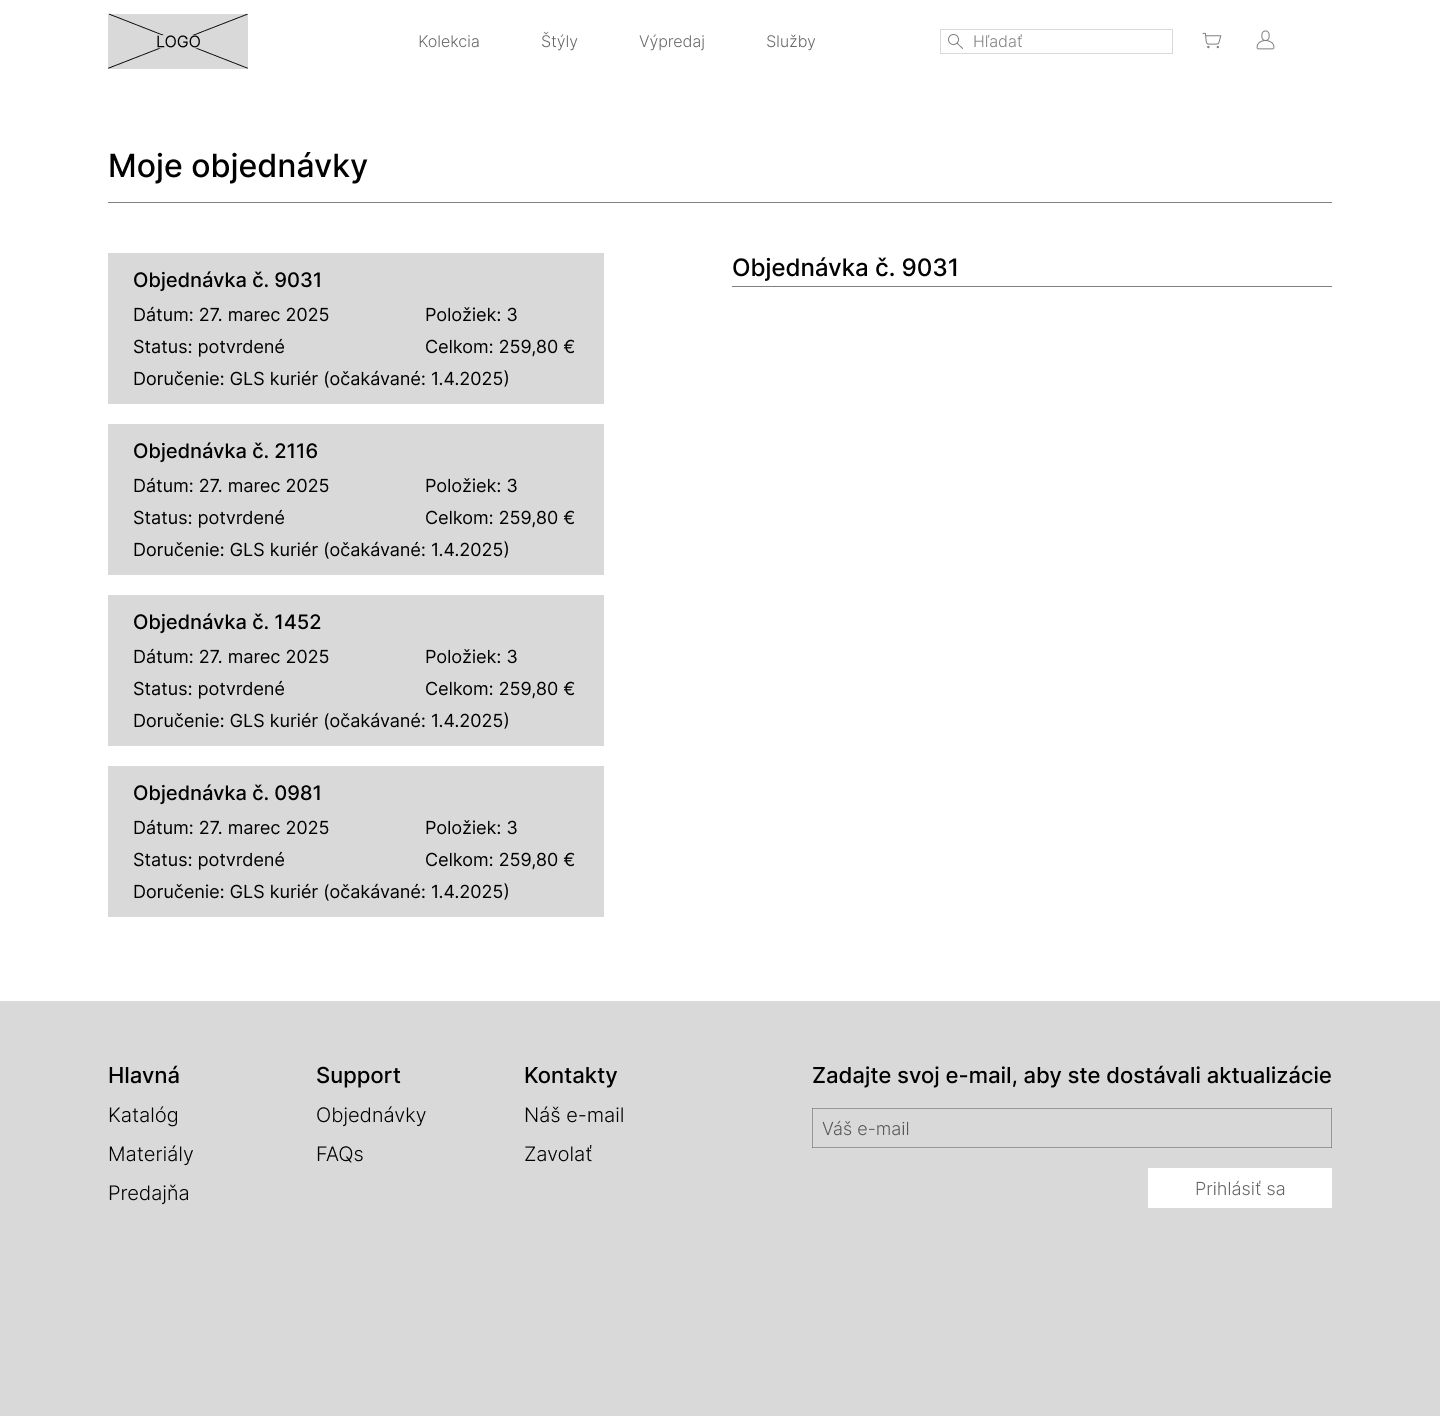 LOGO
Kolekcia
Štýly
Výpredaj
Služby
Hľadať
Moje objednávky
Objednávka č. 9031
Dátum: 27. marec 2025
Položiek: 3
Status: potvrdené
Celkom: 259,80 €
Doručenie: GLS kuriér (očakávané: 1.4.2025)
Objednávka č. 2116
Dátum: 27. marec 2025
Položiek: 3
Status: potvrdené
Celkom: 259,80 €
Doručenie: GLS kuriér (očakávané: 1.4.2025)
Objednávka č. 1452
Dátum: 27. marec 2025
Položiek: 3
Status: potvrdené
Celkom: 259,80 €
Doručenie: GLS kuriér (očakávané: 1.4.2025)
Objednávka č. 0981
Dátum: 27. marec 2025
Položiek: 3
Status: potvrdené
Celkom: 259,80 €
Doručenie: GLS kuriér (očakávané: 1.4.2025)
Objednávka č. 9031
Hlavná
Katalóg
Materiály
Predajňa
Support
Objednávky
FAQs
Kontakty
Náš e-mail
Zavolať
Zadajte svoj e-mail, aby ste dostávali aktualizácie
Váš e-mail
Prihlásiť sa